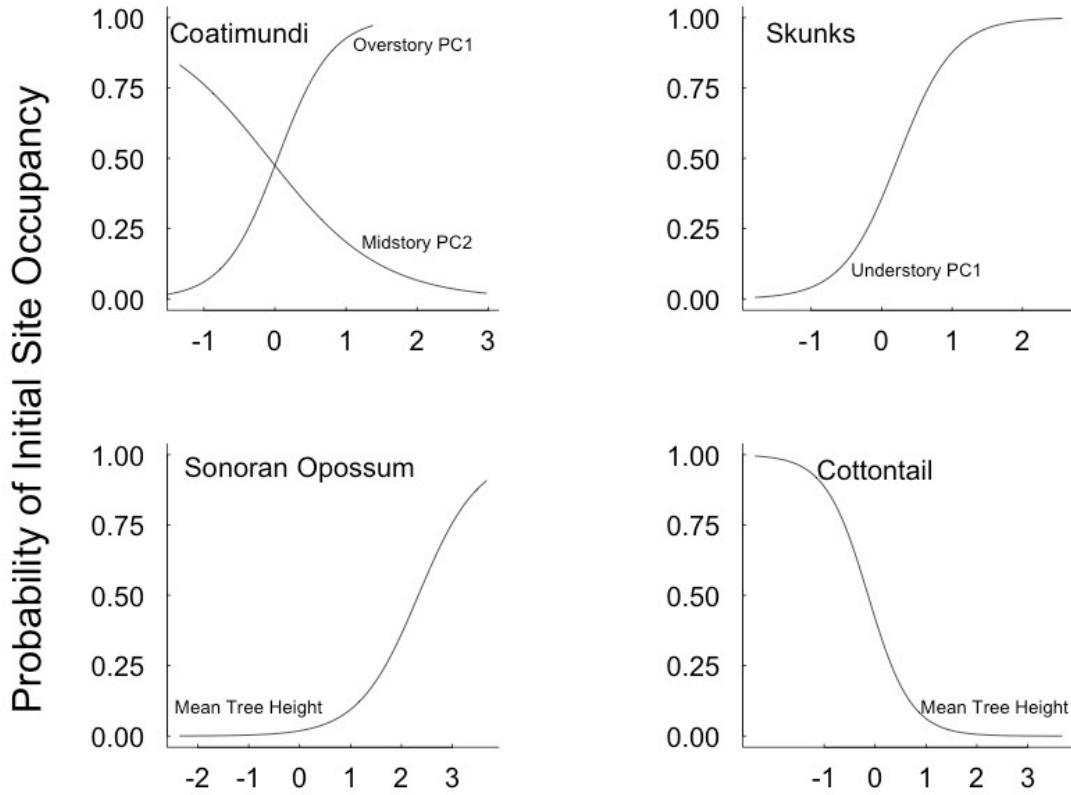 Probability of Initial Site Occupancy
Coatimundi
1.00
0.75
0.50
0.25
0.00
Overstory PC1
Midstory PC2
-1 0 1 2 3
Skunks
1.00
0.75
0.50
0.25
0.00
Understory PC1
-1 0 1 2
Sonoran Opossum
1.00
0.75
0.50
0.25
0.00
Mean Tree Height
-2 -1 0 1 2 3
Cottontail
1.00
0.75
0.50
0.25
0.00
Mean Tree Height
-1 0 1 2 3